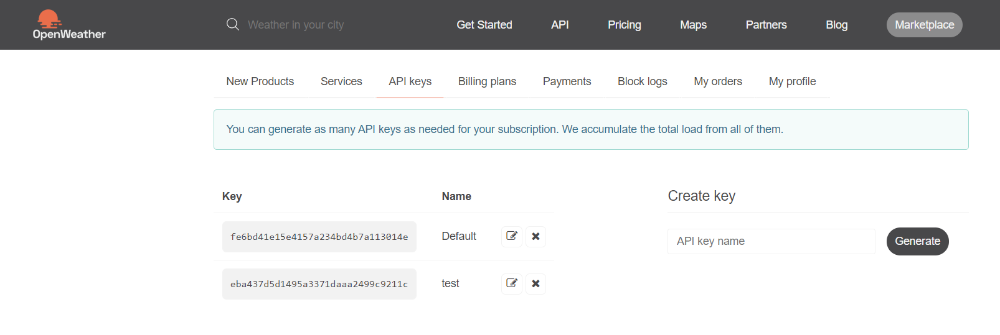 OpenWeather
Weather in your city
Get Started
API
Pricing
Maps
Partners
Blog
Marketplace
New Products
Services
API keys
Billing plans
Payments
Block logs
My orders
My profile
You can generate as many API keys as needed for your subscription. We accumulate the total load from all of them.
Key
Name
fe6bd41e15e4157a234bd4b7a113014e
Default
eba437d5d1495a3371daaa2499c9211c
test
Create key
API key name
Generate